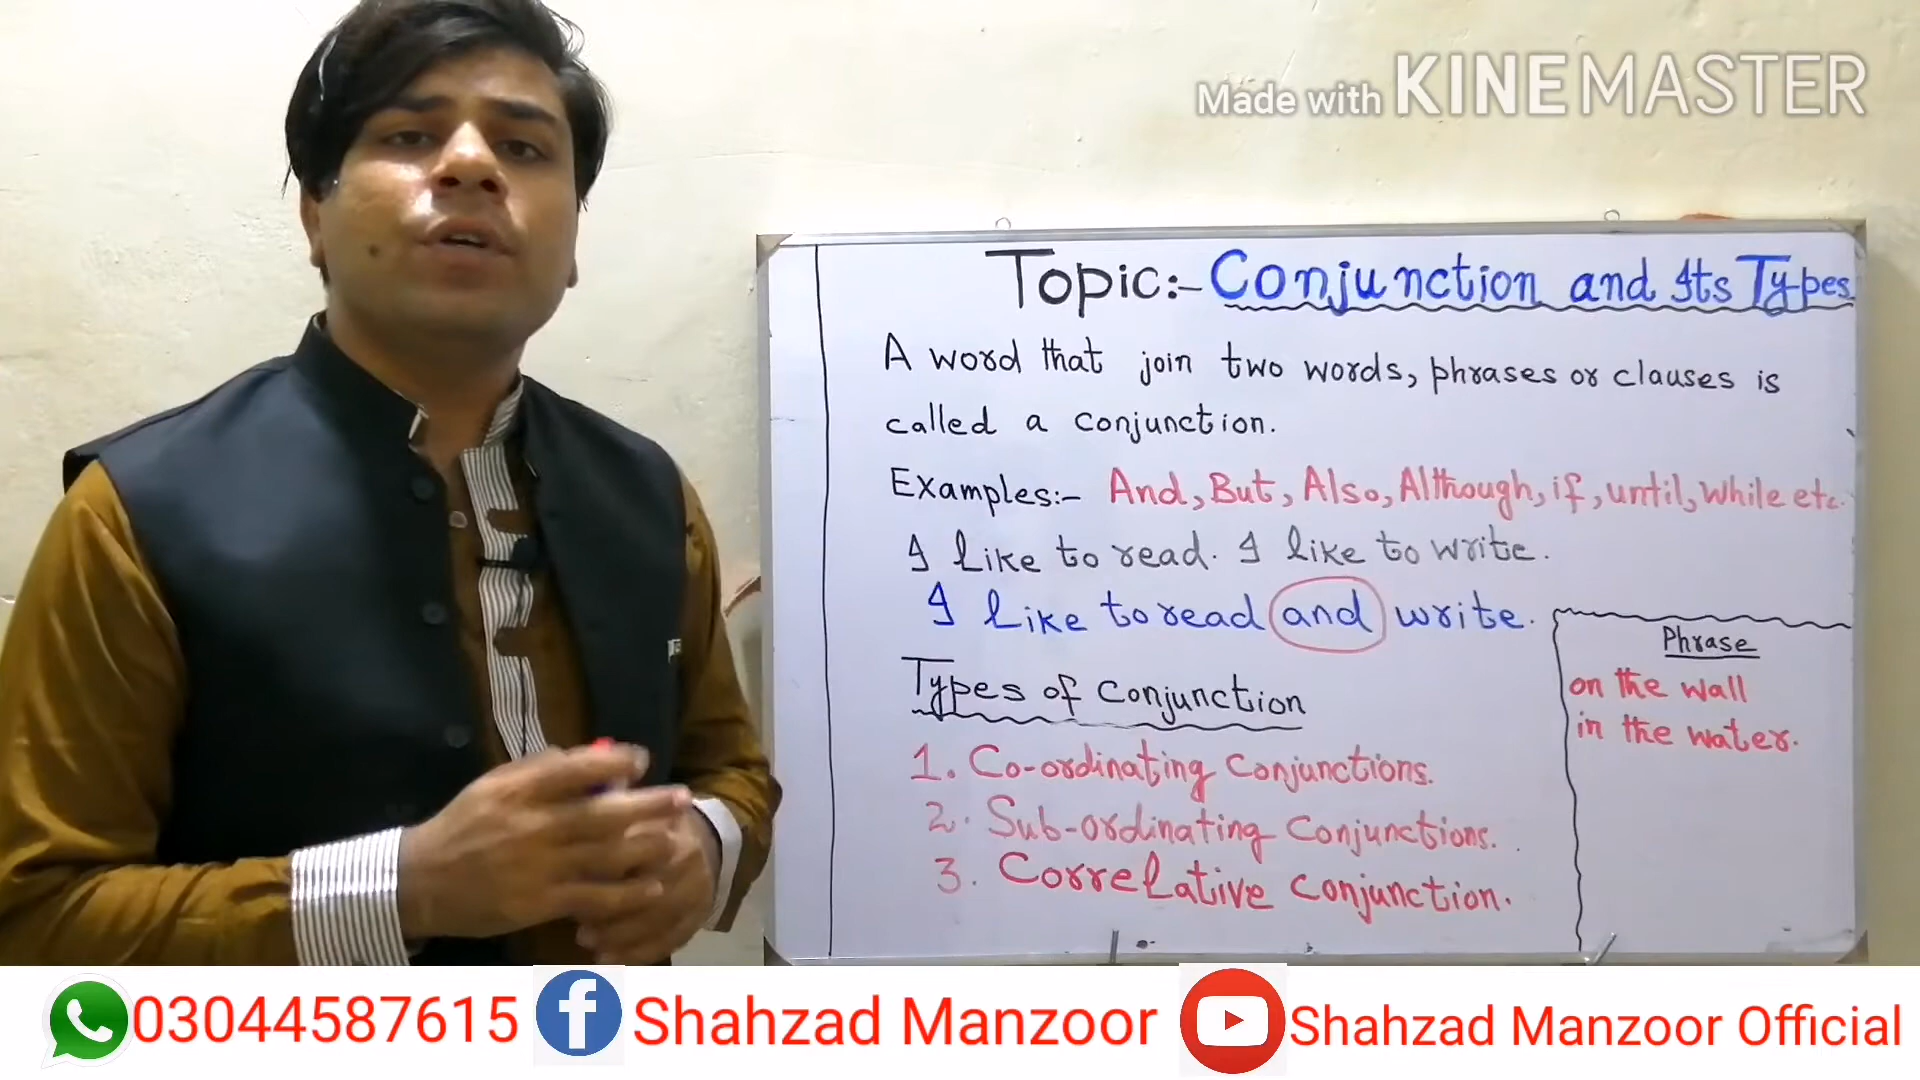 Made with KINEMASTER
Topic:- Conjunction and Its Types
A word that join two words, phrases or clauses is
called a conjunction.
Examples:- And, But, Also, Although, if, until, While etc.
I like to read. I like to write.
I like to read and write.
Types of conjunction
1. Co-ordinating Conjunctions.
2. Sub-ordinating Conjunctions.
3. Correlative conjunction.
Phrase
on the wall
in the water.
03044587615 Shahzad Manzoor Shahzad Manzoor Official